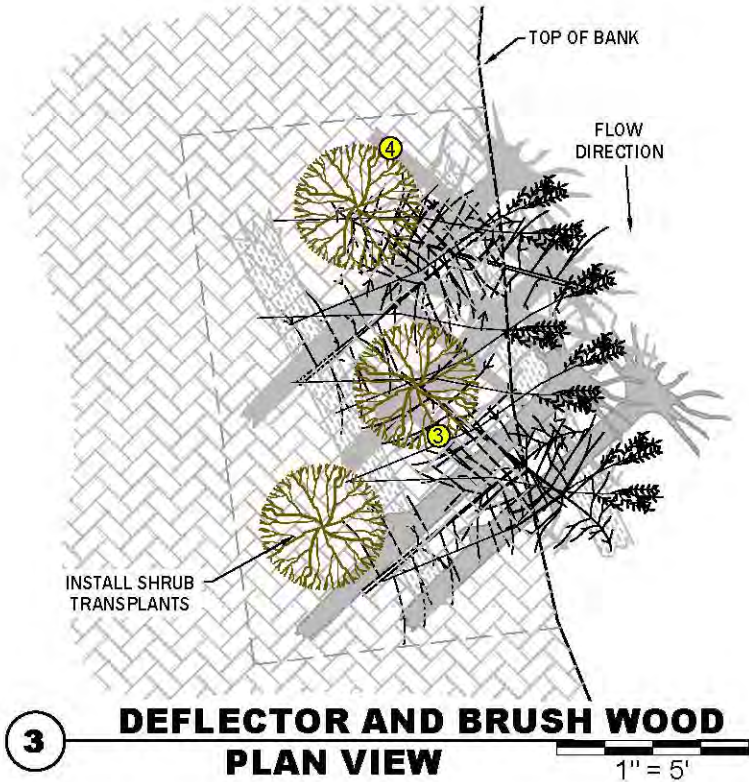 TOP OF BANK
FLOW
DIRECTION
4
3
INSTALL SHRUB
TRANSPLANTS
3
DEFLECTOR AND BRUSH WOOD
PLAN VIEW
1" = 5'